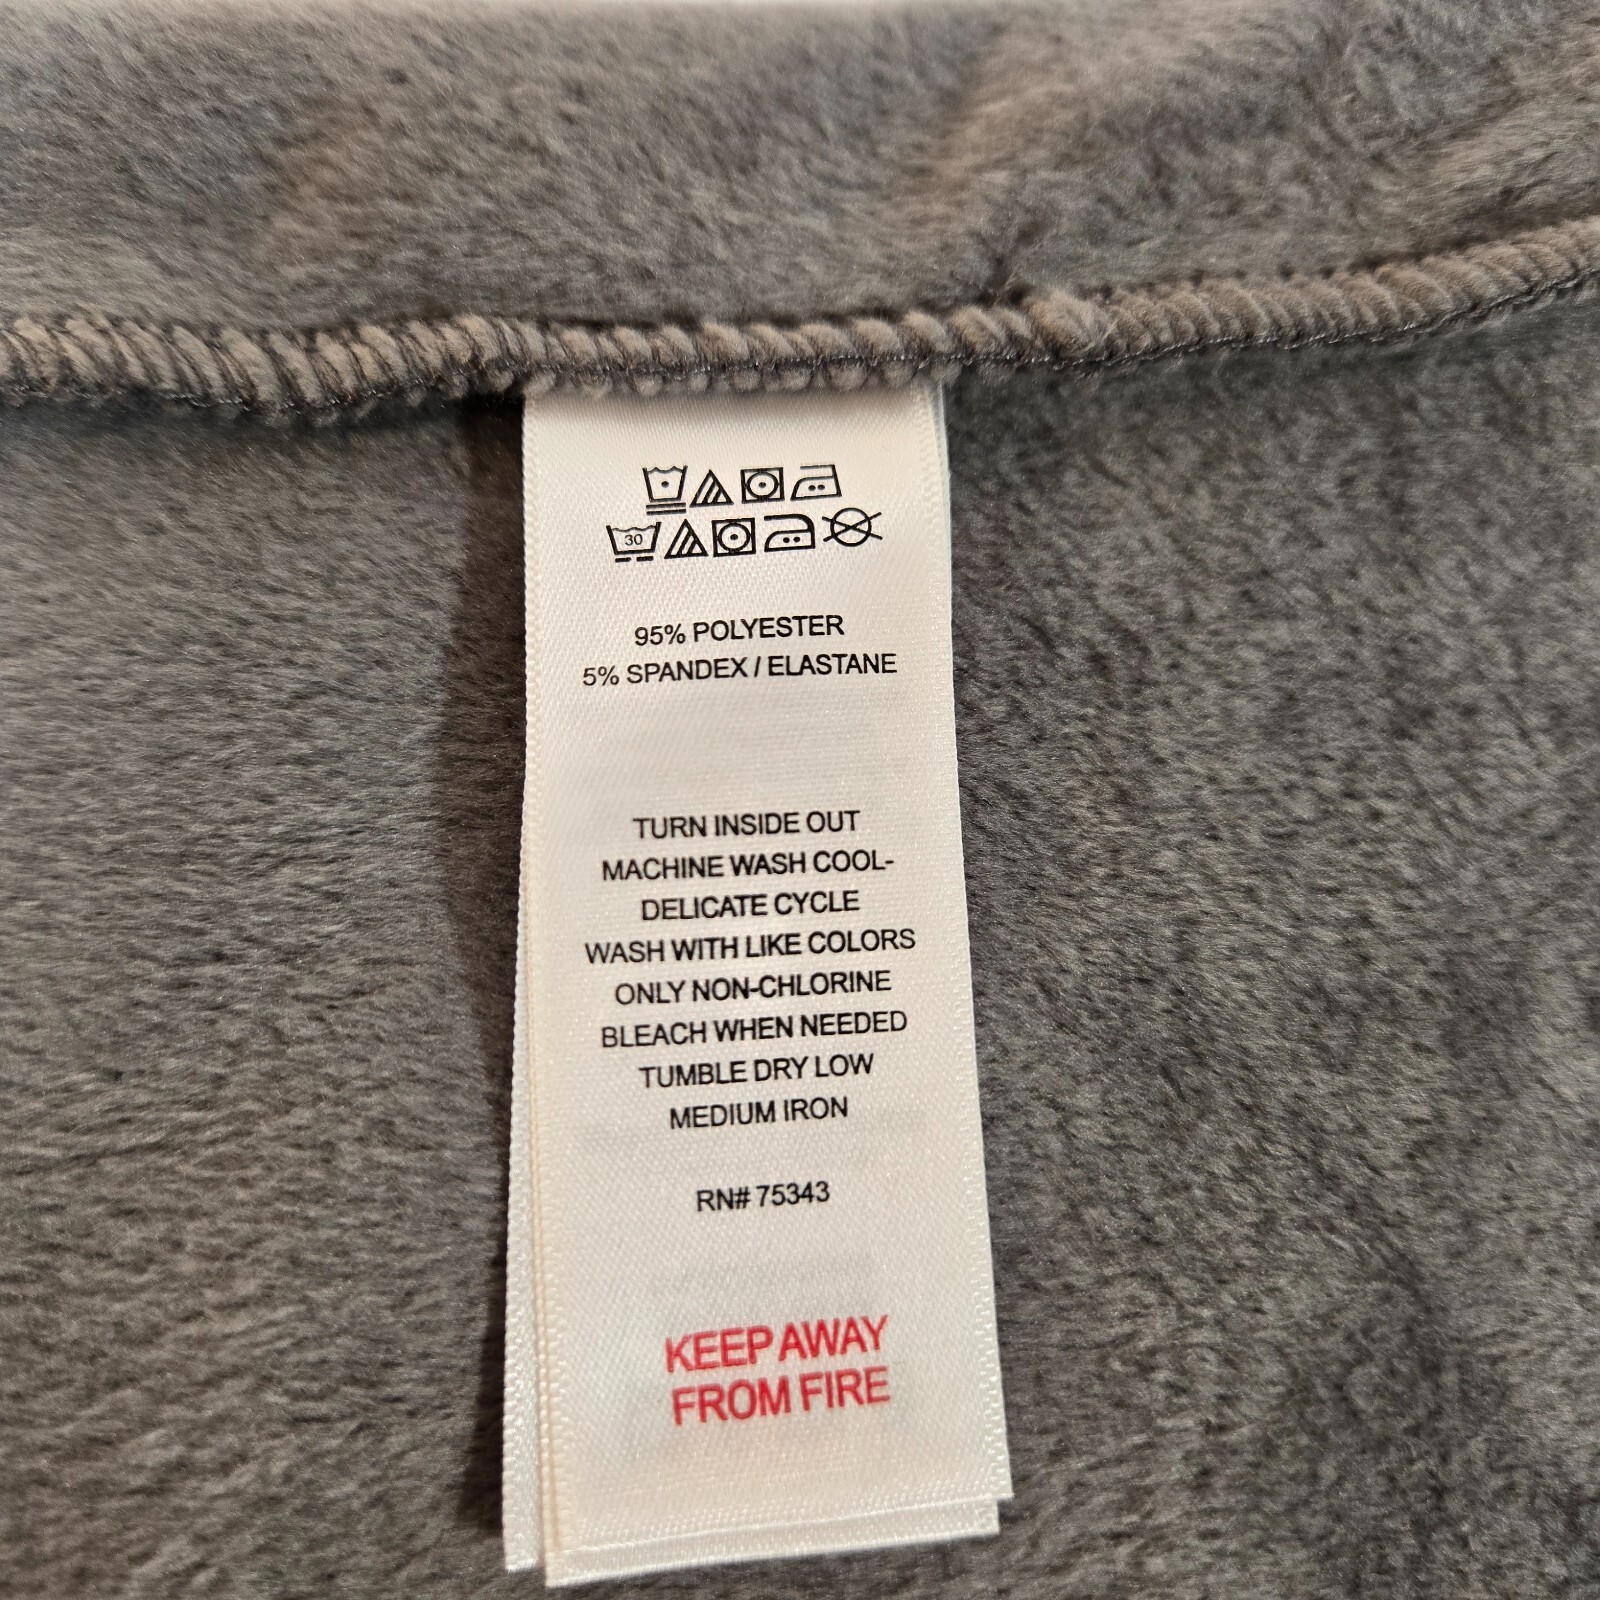 30
95% POLYESTER
5% SPANDEX / ELASTANE
TURN INSIDE OUT
MACHINE WASH COOL-
DELICATE CYCLE
WASH WITH LIKE COLORS
ONLY NON-CHLORINE
BLEACH WHEN NEEDED
TUMBLE DRY LOW
MEDIUM IRON
RN# 75343
KEEP AWAY
FROM FIRE